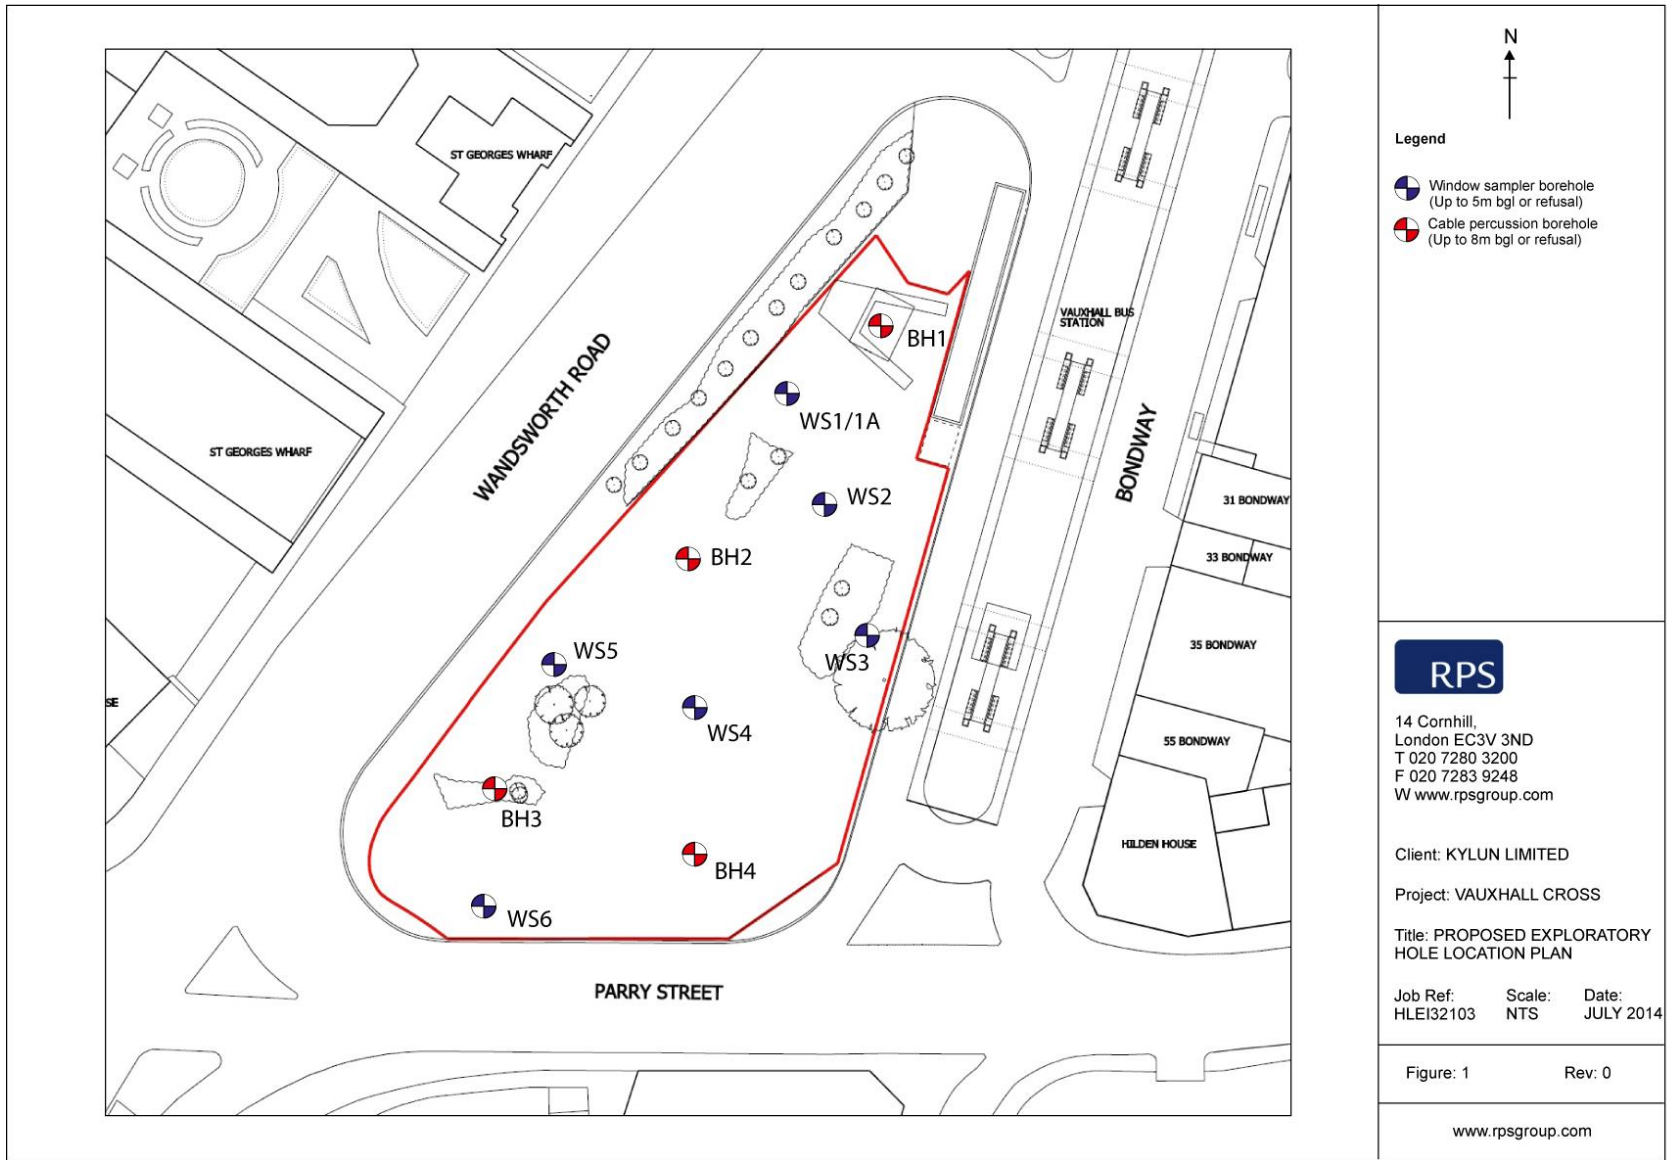 ST GEORGES WHARF
WANDSWORTH ROAD
ST GEORGES WHARF
VAUXHALL BUS
STATION
BONDWAY
BH1
WS1/1A
WS2
BH2
WS3
WS5
WS4
BH3
BH4
WS6
SE
31 BONDWAY
33 BONDWAY
35 BONDWAY
55 BONDWAY
HILDEN HOUSE
PARRY STREET
N
Legend
Window sampler borehole
(Up to 5m bgl or refusal)
Cable percussion borehole
(Up to 8m bgl or refusal)
RPS
14 Cornhill,
London EC3V 3ND
T 020 7280 3200
F 020 7283 9248
W www.rpsgroup.com
Client: KYLUN LIMITED
Project: VAUXHALL CROSS
Title: PROPOSED EXPLORATORY
HOLE LOCATION PLAN
Job Ref: Scale: Date:
HLEI32103 NTS JULY 2014
Figure: 1 Rev: 0
www.rpsgroup.com